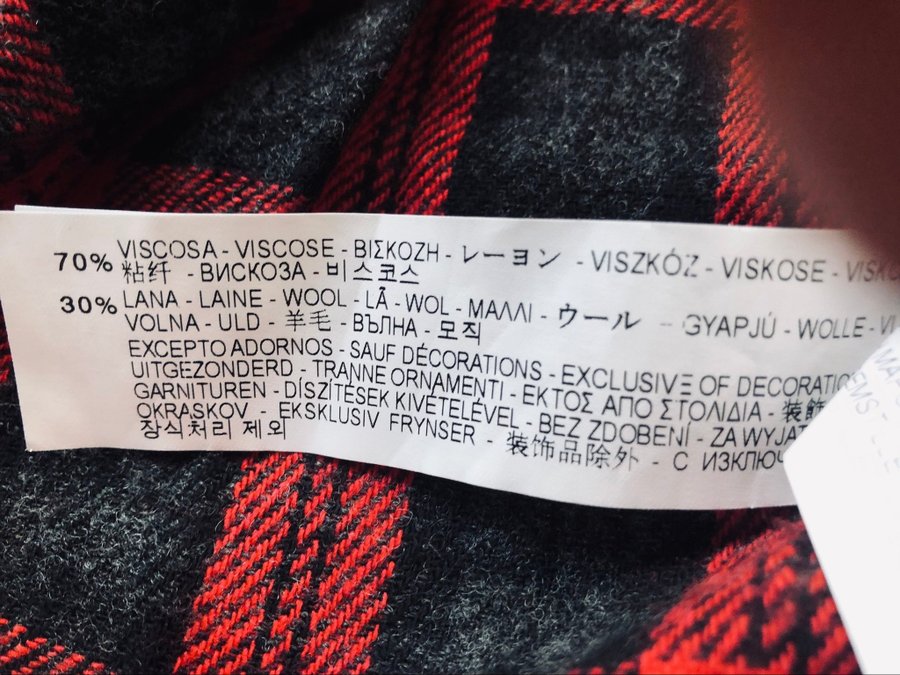 70% VISCOSA - VISCOSE - ΒΙΣΚΟΖΗ - レーヨン - VISZKÓZ - VISKOSE -
粘纤 - ВИСКОЗА - 비스코스
30% LANA - LAINE - WOOL - LÃ - WOL - ΜΑΛΛΙ - ウール - GYAPJÚ - WOLLE -
VOLNA - ULD - 羊毛 - ВЪЛНА - 모직
EXCEPTO ADORNOS - SAUF DÉCORATIONS - EXCLUSIVE OF
UITGEZONDERD - TRANNE ORNAMENTI - ΕΚΤΟΣ ΑΠΟ ΣΤΟΛΙΔΙΑ - 装飾
GARNITUREN - DÍSZÍTÉSEK KIVÉTELÉVEL - BEZ ZDOBENÍ - ZA
OKRASKOV - EKSKLUSIV FRYNSER - 装饰品除外 - С
장식처리 제외